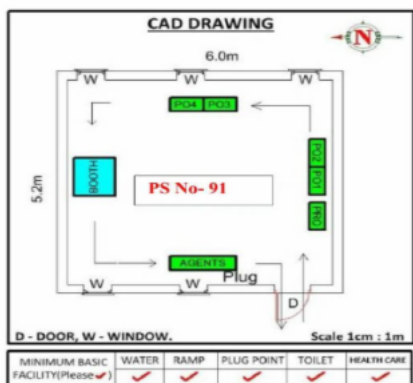 CAD DRAWING
N
6.0m
W W W
PO4 PO3
5.2m
BOOTH
PO2
PO1
PS No- 91
PRO
AGENTS
Plug
W W
D
D - DOOR, W - WINDOW. Scale 1cm : 1m
MINIMUM BASIC FACILITY(Please✓) WATER RAMP PLUG POINT TOILET HEALTH CARE
✓ ✓ ✓ ✓ ✓